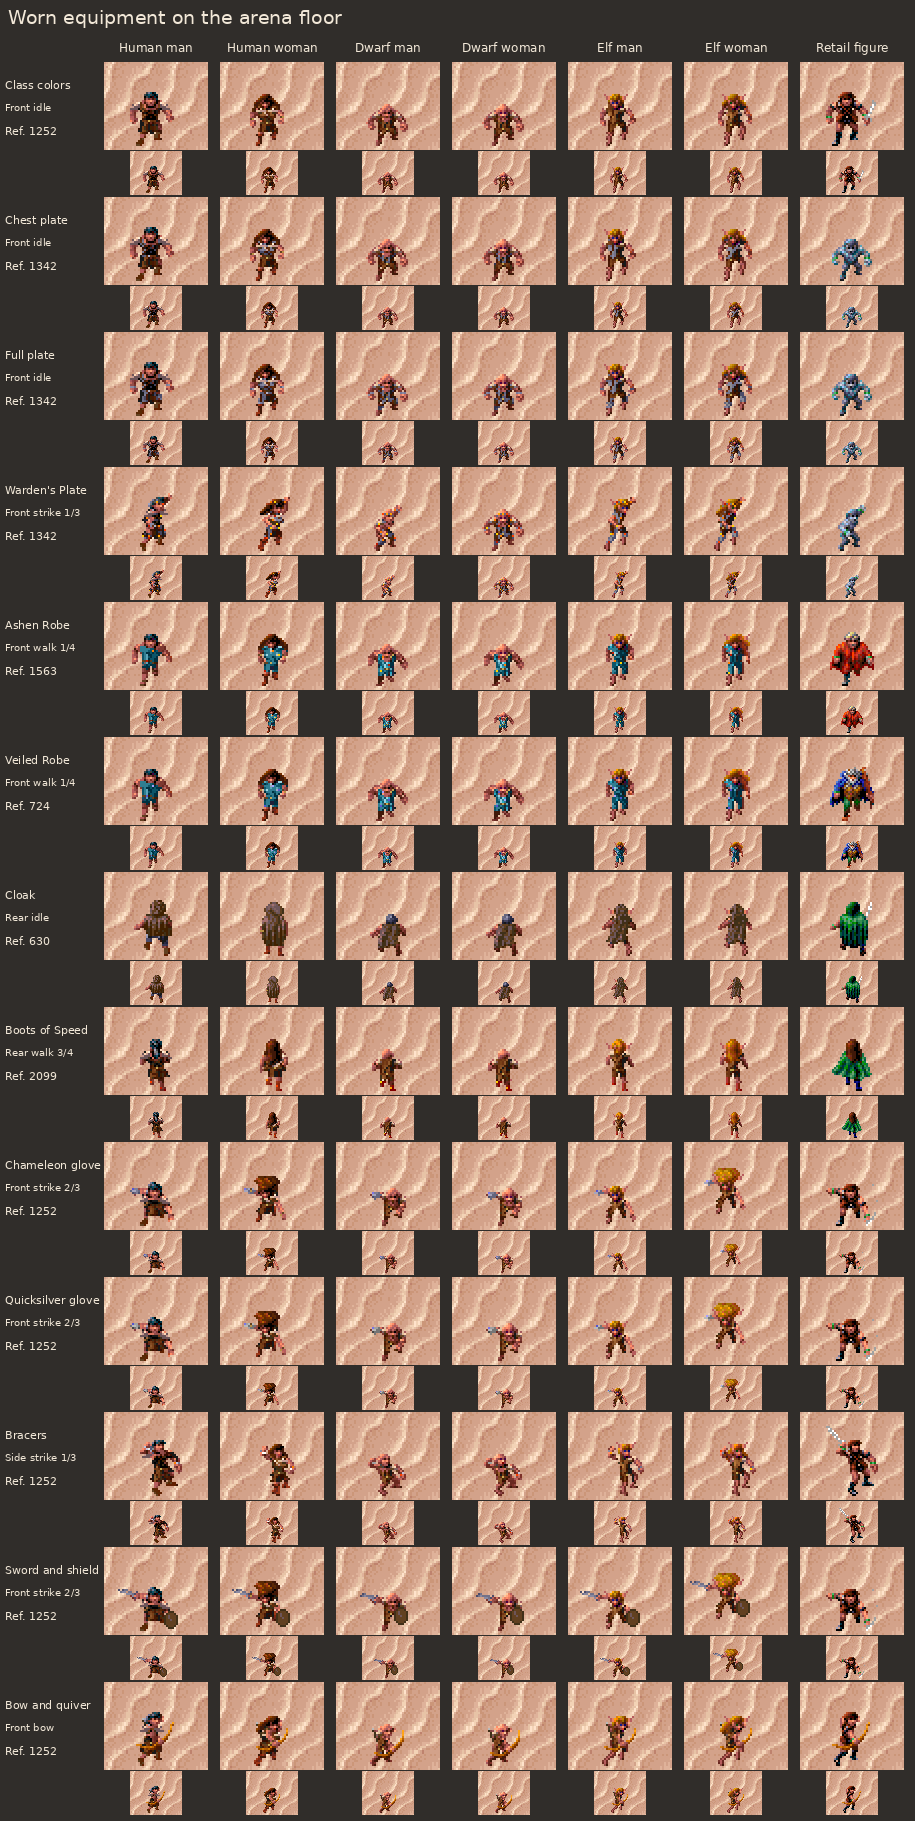 Worn equipment on the arena floor
Human man Human woman Dwarf man Dwarf woman Elf man Elf woman Retail figure
Class colors
Front idle
Ref. 1252
Chest plate
Front idle
Ref. 1342
Full plate
Front idle
Ref. 1342
Warden's Plate
Front strike 1/3
Ref. 1342
Ashen Robe
Front walk 1/4
Ref. 1563
Veiled Robe
Front walk 1/4
Ref. 724
Cloak
Rear idle
Ref. 630
Boots of Speed
Rear walk 3/4
Ref. 2099
Chameleon glove
Front strike 2/3
Ref. 1252
Quicksilver glove
Front strike 2/3
Ref. 1252
Bracers
Side strike 1/3
Ref. 1252
Sword and shield
Front strike 2/3
Ref. 1252
Bow and quiver
Front bow
Ref. 1252